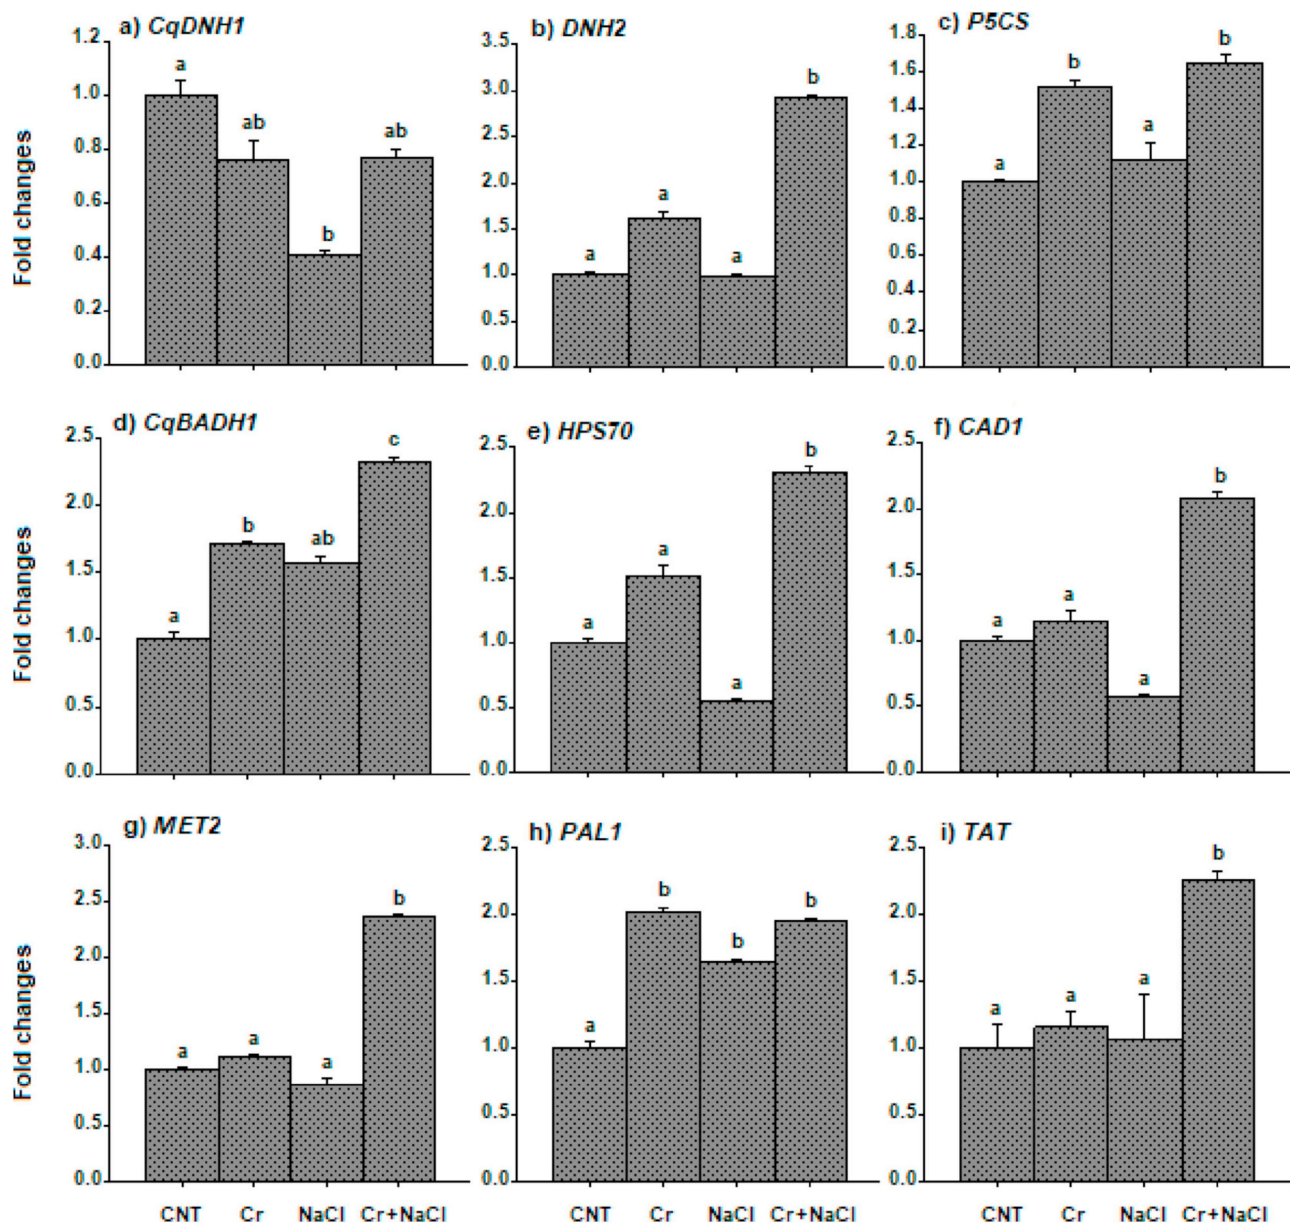 a) CqDNH1
b) DNH2
c) P5CS
Fold changes
1.2
1.0
0.8
0.6
0.4
0.2
0.0
a
ab
b
ab
3.5
3.0
2.5
2.0
1.5
1.0
0.5
0.0
a
a
a
b
1.8
1.6
1.4
1.2
1.0
0.8
0.6
0.4
0.2
0.0
a
b
a
b
d) CqBADH1
e) HPS70
f) CAD1
Fold changes
2.5
2.0
1.5
1.0
0.5
0.0
a
b
ab
c
2.5
2.0
1.5
1.0
0.5
0.0
a
a
a
b
2.5
2.0
1.5
1.0
0.5
0.0
a
a
a
b
g) MET2
h) PAL1
i) TAT
Fold changes
3.0
2.5
2.0
1.5
1.0
0.5
0.0
a
a
a
b
2.5
2.0
1.5
1.0
0.5
0.0
a
b
b
b
2.5
2.0
1.5
1.0
0.5
0.0
a
a
a
b
CNT Cr NaCl Cr+NaCl
CNT Cr NaCl Cr+NaCl
CNT Cr NaCl Cr+NaCl